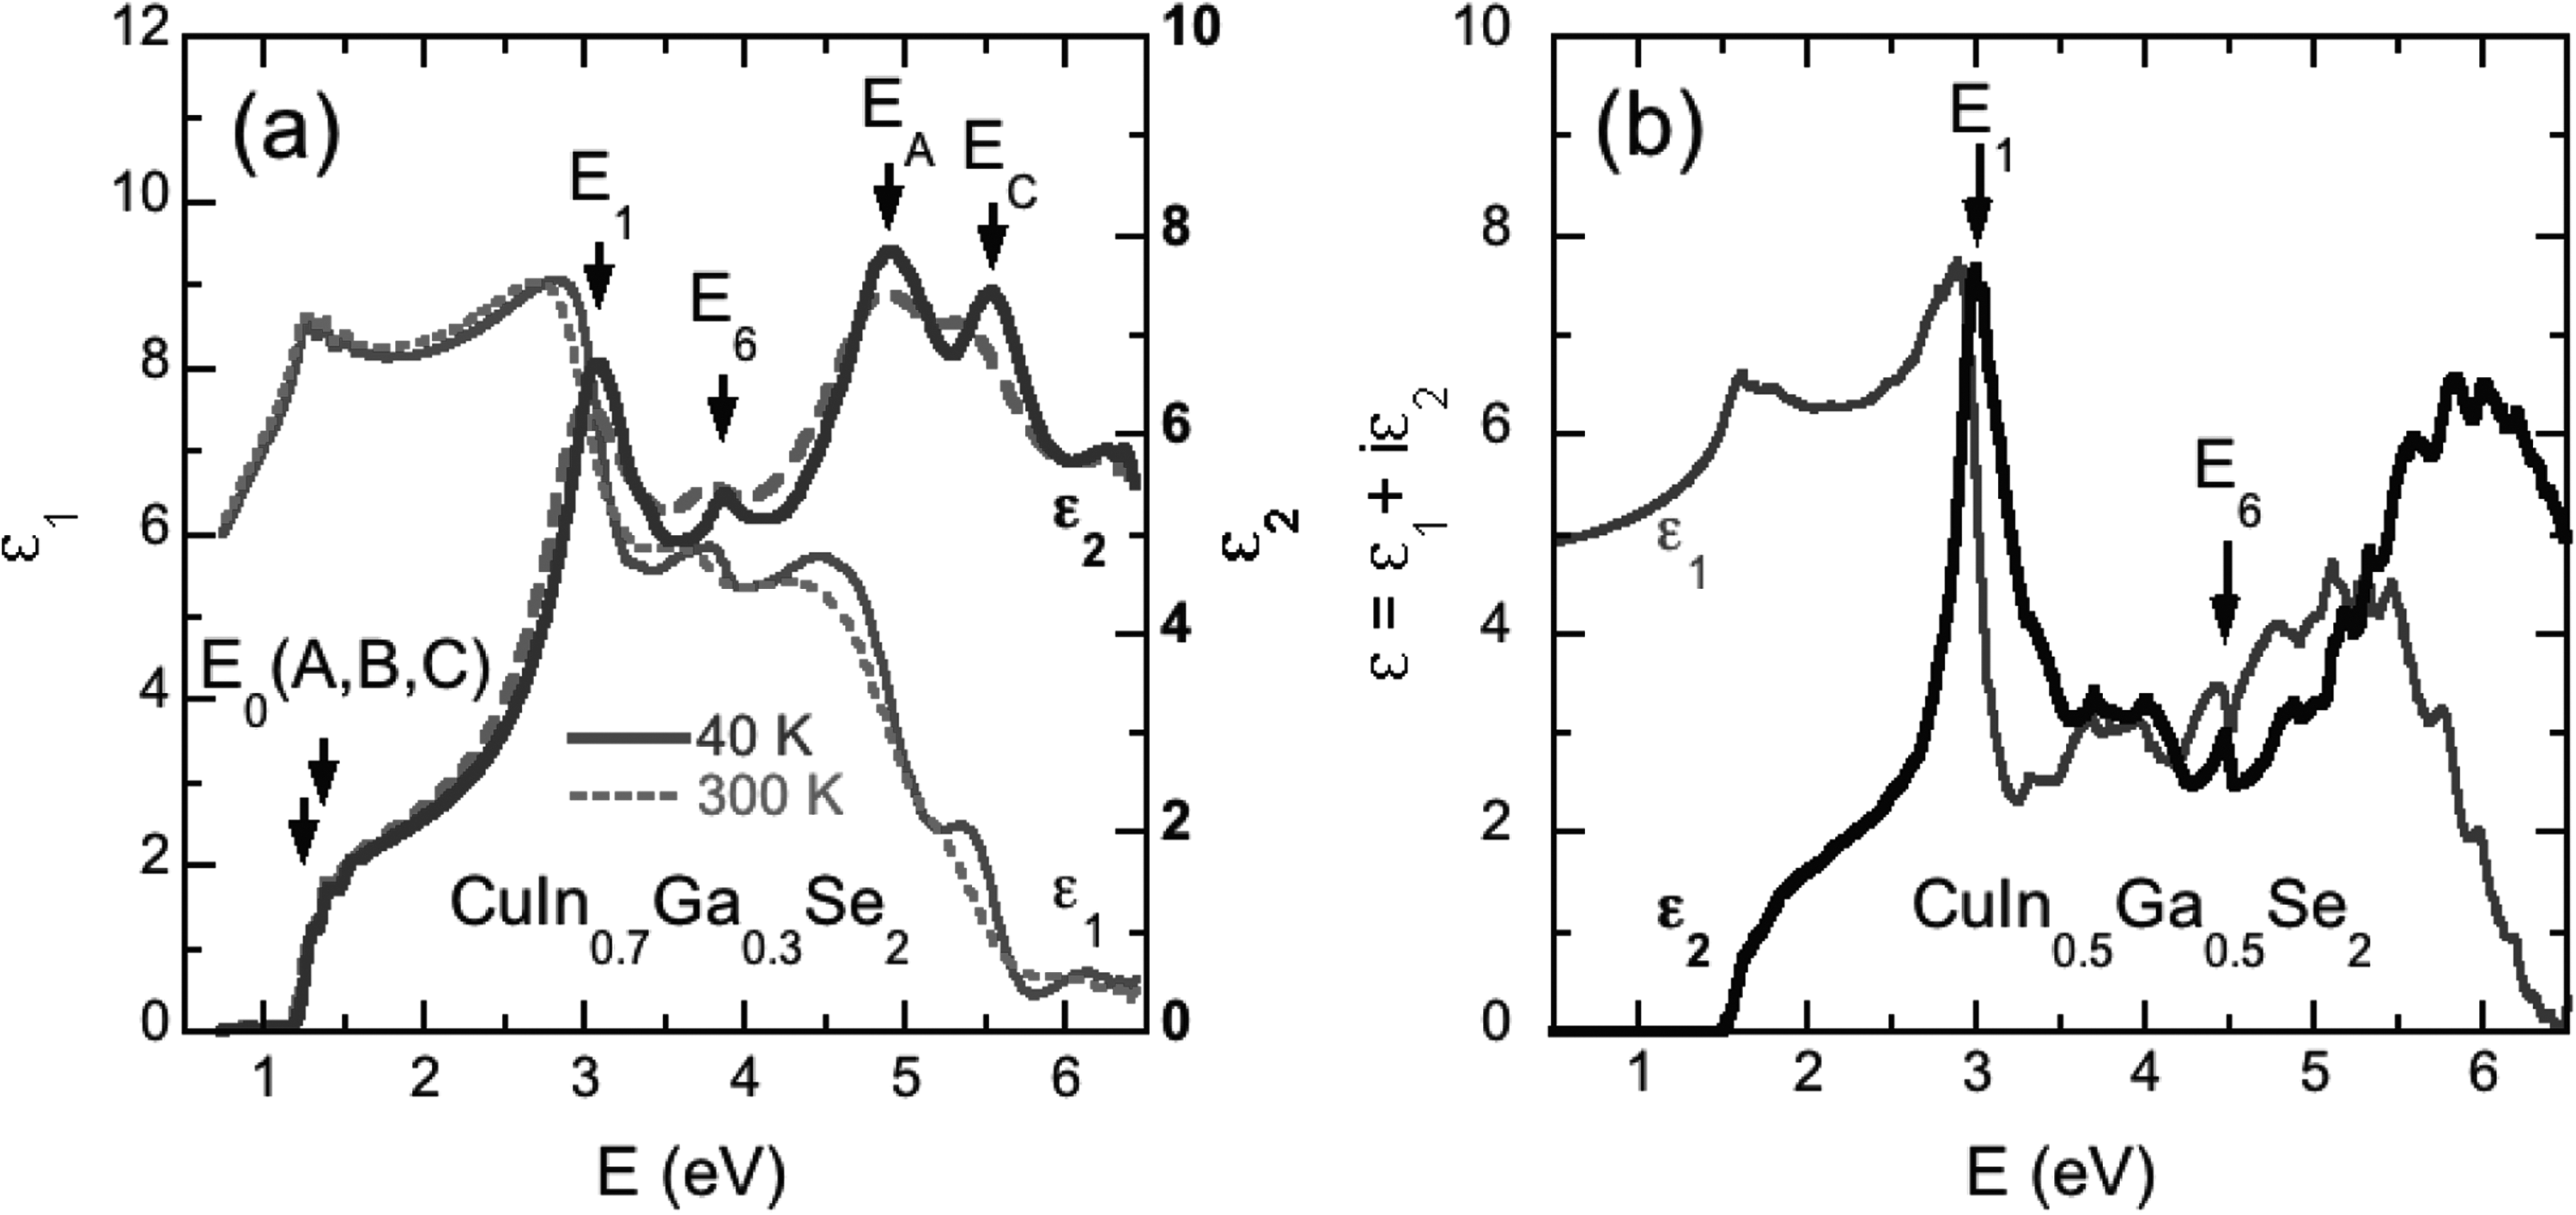 (a)
12
10
8
6
4
2
0
ε1
10
8
6
4
2
0
ε2
E1
E6
EA
EC
E0(A,B,C)
40 K
300 K
ε2
ε1
CuIn0.7Ga0.3Se2
1 2 3 4 5 6
E (eV)
(b)
10
8
6
4
2
0
ε = ε1 + iε2
E1
E6
ε1
ε2
CuIn0.5Ga0.5Se2
1 2 3 4 5 6
E (eV)